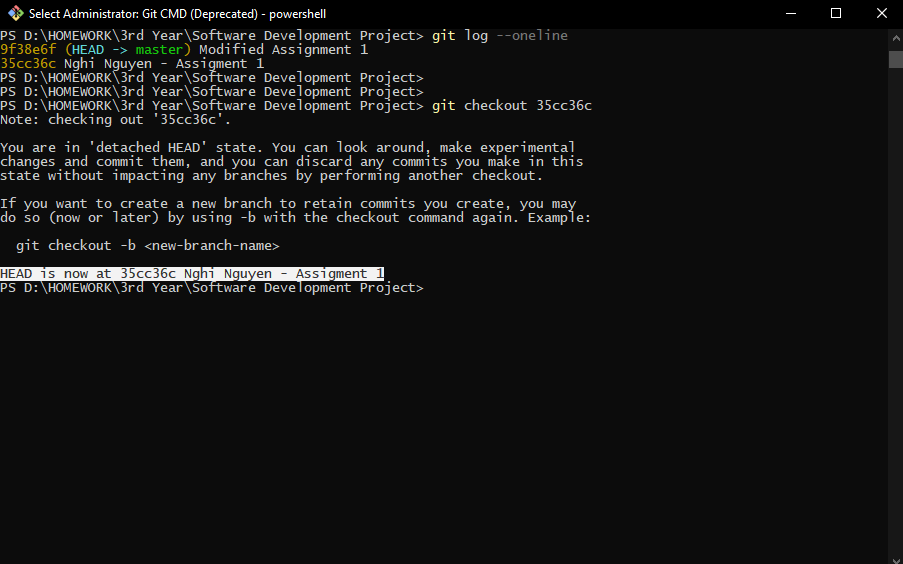 Select Administrator: Git CMD (Deprecated) - powershell
PS D:\HOMEWORK\3rd Year\Software Development Project> git log --oneline
9f38e6f (HEAD -> master) Modified Assignment 1
35cc36c Nghi Nguyen - Assigment 1
PS D:\HOMEWORK\3rd Year\Software Development Project>
PS D:\HOMEWORK\3rd Year\Software Development Project>
PS D:\HOMEWORK\3rd Year\Software Development Project> git checkout 35cc36c
Note: checking out '35cc36c'.
You are in 'detached HEAD' state. You can look around, make experimental
changes and commit them, and you can discard any commits you make in this
state without impacting any branches by performing another checkout.
If you want to create a new branch to retain commits you create, you may
do so (now or later) by using -b with the checkout command again. Example:
git checkout -b <new-branch-name>
HEAD is now at 35cc36c Nghi Nguyen - Assigment 1
PS D:\HOMEWORK\3rd Year\Software Development Project>